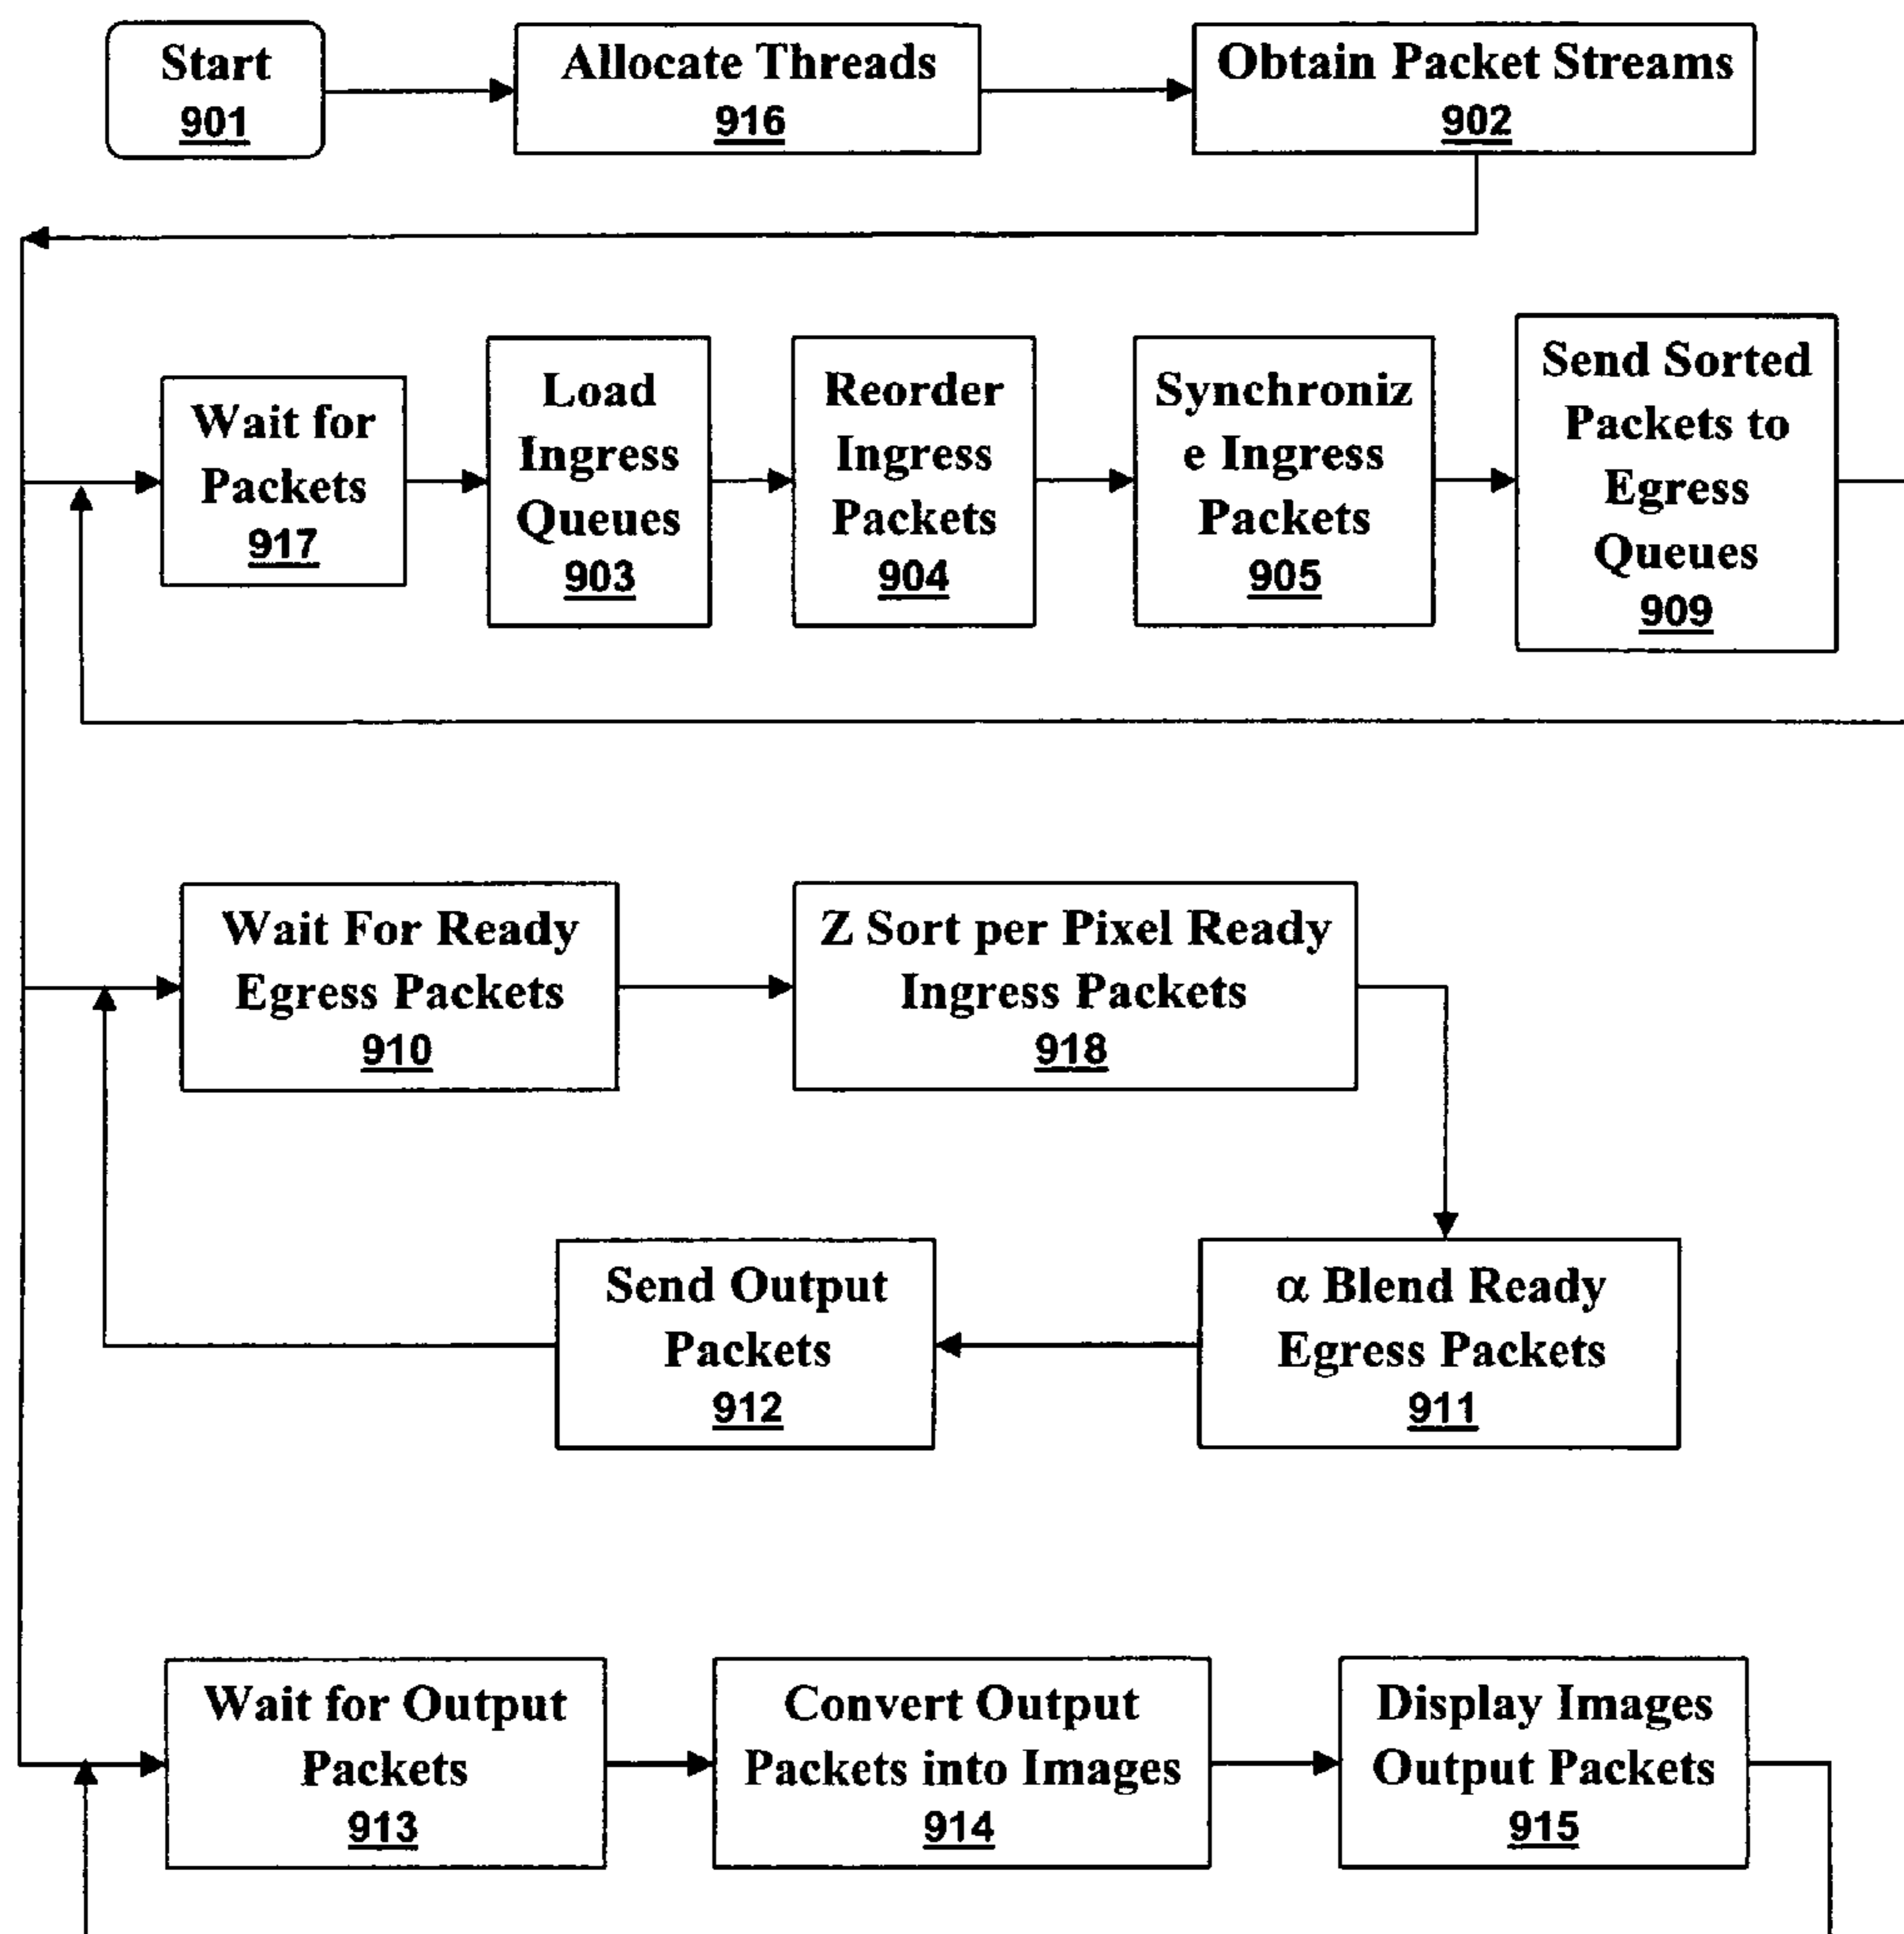 Start
901
Allocate Threads
916
Obtain Packet Streams
902
Wait for
Packets
917
Load
Ingress
Queues
903
Reorder
Ingress
Packets
904
Synchroniz
e Ingress
Packets
905
Send Sorted
Packets to
Egress
Queues
909
Wait For Ready
Egress Packets
910
Z Sort per Pixel Ready
Ingress Packets
918
Send Output
Packets
912
α Blend Ready
Egress Packets
911
Wait for Output
Packets
913
Convert Output
Packets into Images
914
Display Images
Output Packets
915